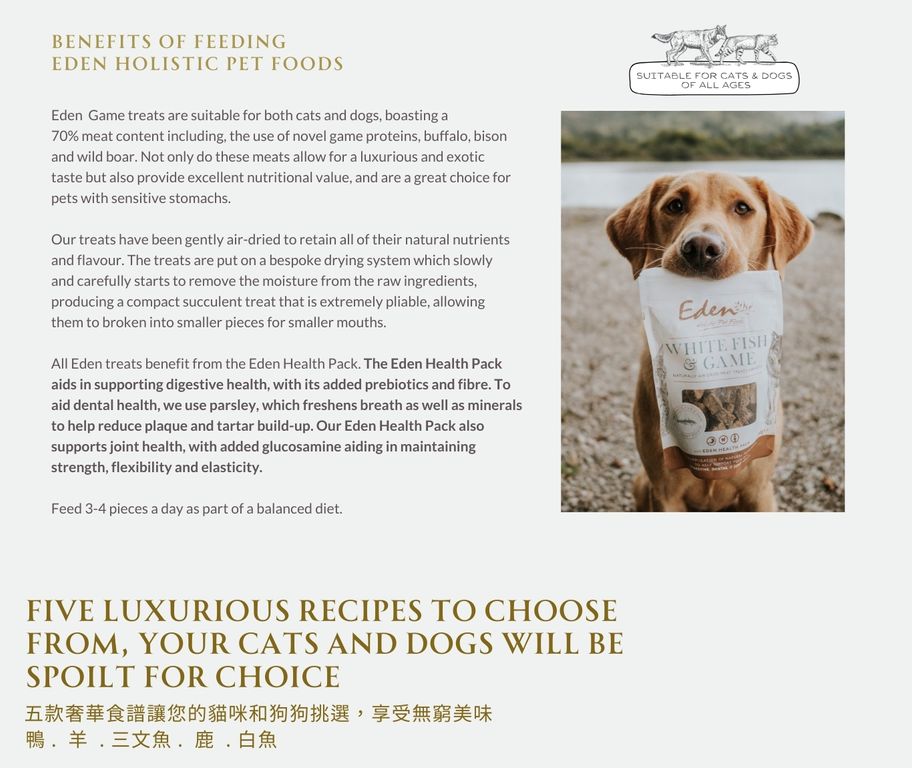 BENEFITS OF FEEDING
EDEN HOLISTIC PET FOODS
SUITABLE FOR CATS & DOGS
OF ALL AGES
Eden Game treats are suitable for both cats and dogs, boasting a
70% meat content including, the use of novel game proteins, buffalo, bison
and wild boar. Not only do these meats allow for a luxurious and exotic
taste but also provide excellent nutritional value, and are a great choice for
pets with sensitive stomachs.
Our treats have been gently air-dried to retain all of their natural nutrients
and flavour. The treats are put on a bespoke drying system which slowly
and carefully starts to remove the moisture from the raw ingredients,
producing a compact succulent treat that is extremely pliable, allowing
them to broken into smaller pieces for smaller mouths.
All Eden treats benefit from the Eden Health Pack. The Eden Health Pack
aids in supporting digestive health, with its added prebiotics and fibre. To
aid dental health, we use parsley, which freshens breath as well as minerals
to help reduce plaque and tartar build-up. Our Eden Health Pack also
supports joint health, with added glucosamine aiding in maintaining
strength, flexibility and elasticity.
Feed 3-4 pieces a day as part of a balanced diet.
Eden
Holistic Pet Foods
WHITE FISH
& GAME
EDEN HEALTH PACK
FIVE LUXURIOUS RECIPES TO CHOOSE
FROM, YOUR CATS AND DOGS WILL BE
SPOILT FOR CHOICE
五款奢華食譜讓您的貓咪和狗狗挑選，享受無窮美味
鴨 . 羊 . 三文魚 . 鹿 . 白魚